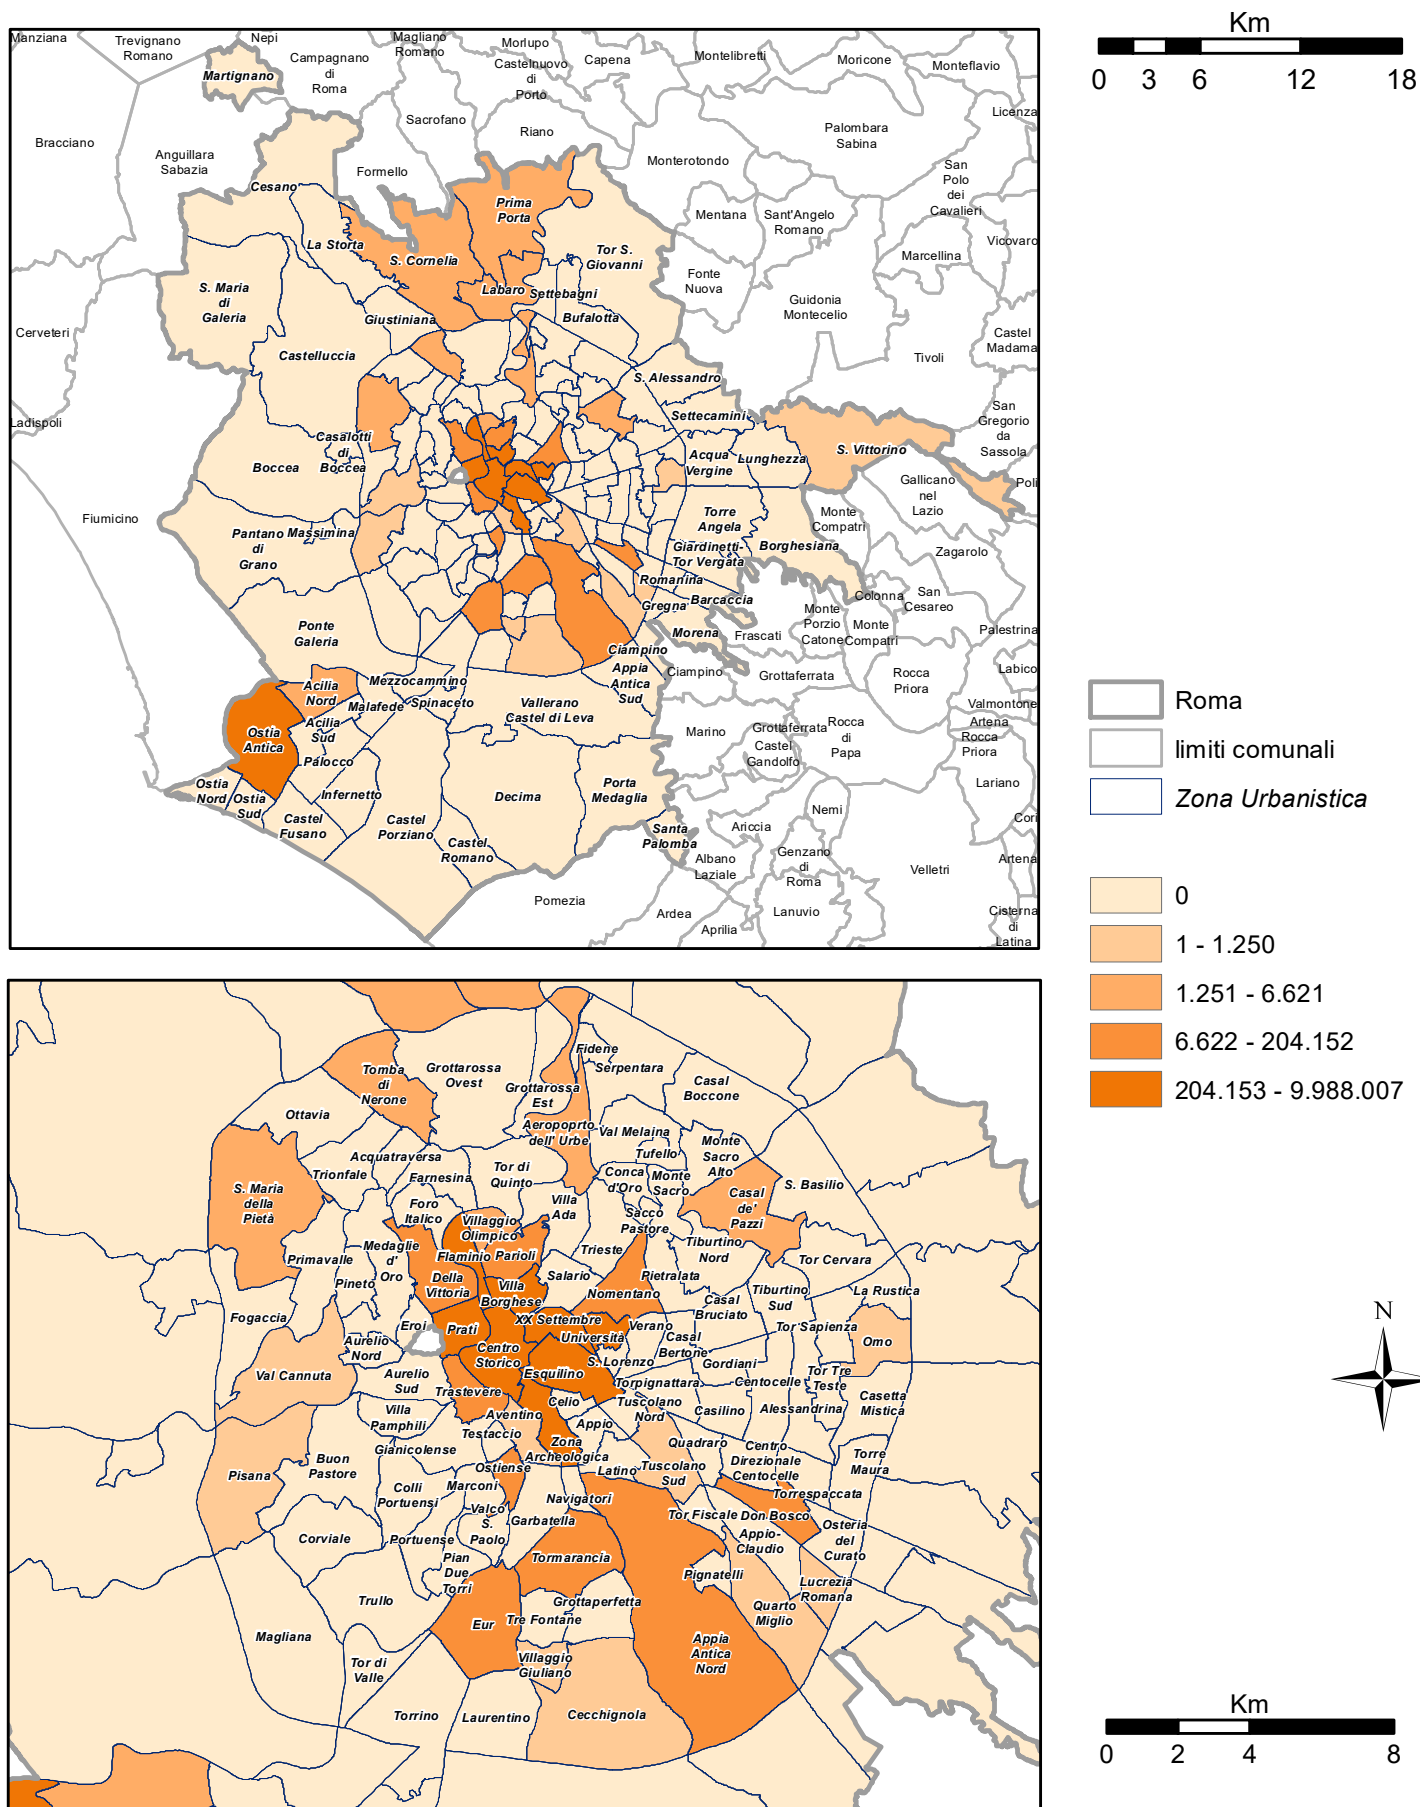 Manziana
Trevignano
Romano
Nepi
Magliano
Romano
Morlupo
Campagnano
di
Roma
Castelnuovo
di
Porto
Capena
Montelibretti
Moricone
Monteflavio
Martignano
Bracciano
Sacrofano
Riano
Licenza
Palombara
Sabina
Anguillara
Sabazia
Formello
Monterotondo
San
Polo
dei
Cavalieri
Cesano
Prima
Porta
Mentana
Sant'Angelo
Romano
Vicovaro
La Storta
S. Cornelia
Tor S.
Giovanni
Marcellina
Fonte
Nuova
S. Maria
di
Galeria
Labaro
Settebagni
Guidonia
Montecelio
Cerveteri
Giustiniana
Bufalotta
Castel
Madama
Castelluccia
Tivoli
S. Alessandro
Ladispoli
Settecamini
San
Gregorio
da
Sassola
Casalotti
di
Boccea
Boccea
Acqua
Vergine
Lunghezza
S. Vittorino
Gallicano
nel
Lazio
Poli
Fiumicino
Pantano
di
Grano
Massimina
Torre
Angela
Monte
Compatri
Giardinetti-
Tor Vergata
Borghesiana
Zagarolo
Romanina
Colonna
San
Cesareo
Gregna
Barcaccia
Ponte
Galeria
Morena
Frascati
Monte
Porzio
Catone
Monte
Compatri
Palestrina
Ciampino
Ciampino
Grottaferrata
Rocca
Priora
Labico
Appia
Antica
Sud
Acilia
Nord
Mezzocammino
Malafede
Spinaceto
Vallerano
Castel di Leva
Valmontone
Artena
Rocca
Priora
Ostia
Antica
Acilia
Sud
Marino
Grottaferrata
Castel
Gandolfo
Rocca
di
Papa
Palocco
Lariano
Ostia
Nord
Ostia
Sud
Infernetto
Castel
Fusano
Castel
Porziano
Decima
Porta
Medaglia
Nemi
Cori
Castel
Romano
Santa
Palomba
Ariccia
Albano
Laziale
Genzano
di
Roma
Velletri
Artena
Pomezia
Ardea
Aprilia
Lanuvio
Cisterna
di
Latina
Km
0 3 6 12 18
Roma
limiti comunali
Zona Urbanistica
0
1 - 1.250
1.251 - 6.621
6.622 - 204.152
204.153 - 9.988.007
Fidene
Serpentara
Tomba
di
Nerone
Grottarossa
Ovest
Grottarossa
Est
Casal
Boccone
Ottavia
Aeropoprto
dell' Urbe
Val Melaina
Tufello
Monte
Sacro
Alto
Acquatraversa
Trionfale
Farnesina
Tor di
Quinto
Conca
d'Oro
Monte
Sacro
S. Basilio
S. Maria
della
Pietà
Foro
Italico
Villa
Ada
Casal
de'
Pazzi
Villaggio
Olimpico
Sacco
Pastore
Medaglie
d'
Oro
Primavalle
Flaminio
Parioli
Trieste
Tiburtino
Nord
Tor Cervara
Pineto
Della
Vittoria
Villa
Borghese
Salario
Nomentano
Pietralata
Tiburtino
Sud
La Rustica
Fogaccia
Eroi
Prati
XX Settembre
Università
Verano
Casal
Bruciato
Tor Sapienza
Aurelio
Nord
Centro
Storico
Casal
Bertone
Omo
Val Cannuta
Aurelio
Sud
Esquilino
S. Lorenzo
Gordiani
Torpignattara
Centocelle
Tor Tre
Teste
Trastevere
Casetta
Mistica
Villa
Pamphili
Aventino
Celio
Tuscolano
Nord
Casilino
Alessandrina
Testaccio
Appio
Gianicolense
Zona
Archeologica
Quadraro
Centro
Direzionale
Centocelle
Torre
Maura
Pisana
Buon
Pastore
Ostiense
Latino
Tuscolano
Sud
Colli
Portuensi
Marconi
Navigatori
Torrespaccata
Valco
S.
Paolo
Garbatella
Tor Fiscale
Don Bosco
Corviale
Portuense
Appio-
Claudio
Osteria
del
Curato
Pian
Due
Torri
Tormarancia
Pignatelli
Lucrezia
Romana
Trullo
Grottaperfetta
Quarto
Miglio
Eur
Tre Fontane
Magliana
Appia
Antica
Nord
Tor di
Valle
Villaggio
Giuliano
Torrino
Laurentino
Cecchignola
N
Km
0 2 4 8